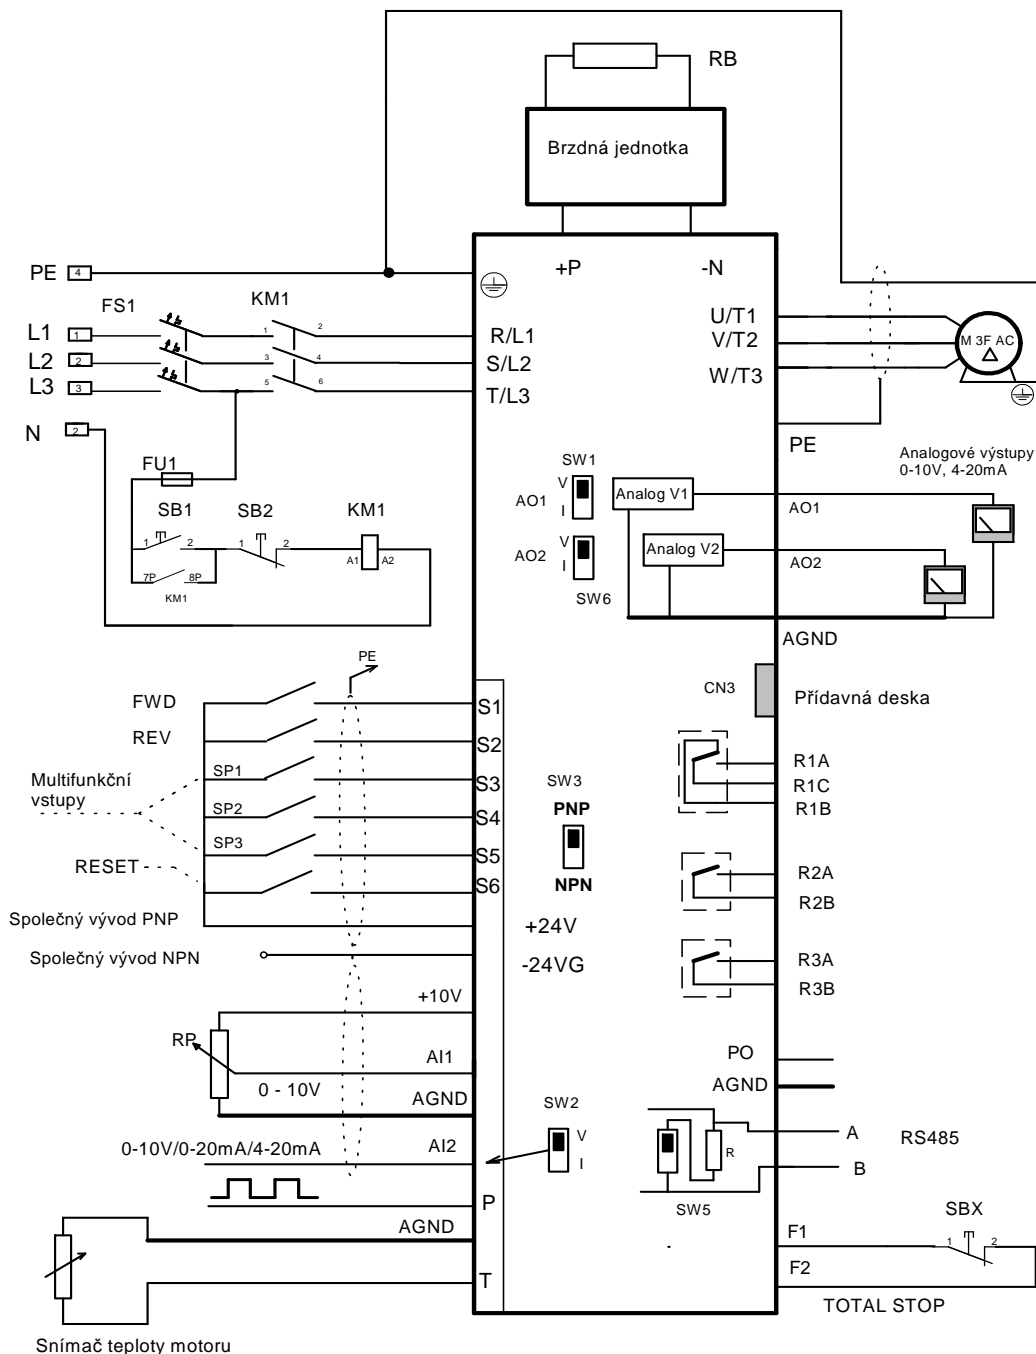 RB
Brzdná jednotka
+P
-N
PE
4
FS1
KM1
L1
1
1
2
R/L1
L2
2
3
4
S/L2
L3
3
5
6
T/L3
N
2
U/T1
V/T2
W/T3
M 3F AC
PE
FU1
SB1
SB2
KM1
1
2
1
2
A1
A2
7P
8P
KM1
Analogové výstupy
0-10V, 4-20mA
SW1
V
I
AO1
Analog V1
AO1
AO2
V
I
Analog V2
AO2
SW6
AGND
PE
CN3
Přídavná deska
FWD
S1
REV
S2
Multifunkční
vstupy
SP1
S3
SP2
S4
SP3
S5
RESET
S6
SW3
PNP
NPN
R1A
R1C
R1B
R2A
R2B
R3A
R3B
Společný vývod PNP
+24V
Společný vývod NPN
-24VG
+10V
RP
AI1
0 - 10V
AGND
PO
AGND
0-10V/0-20mA/4-20mA
AI2
SW2
V
I
R
SW5
A
B
RS485
P
AGND
T
F1
F2
SBX
1
2
TOTAL STOP
Snímač teploty motoru